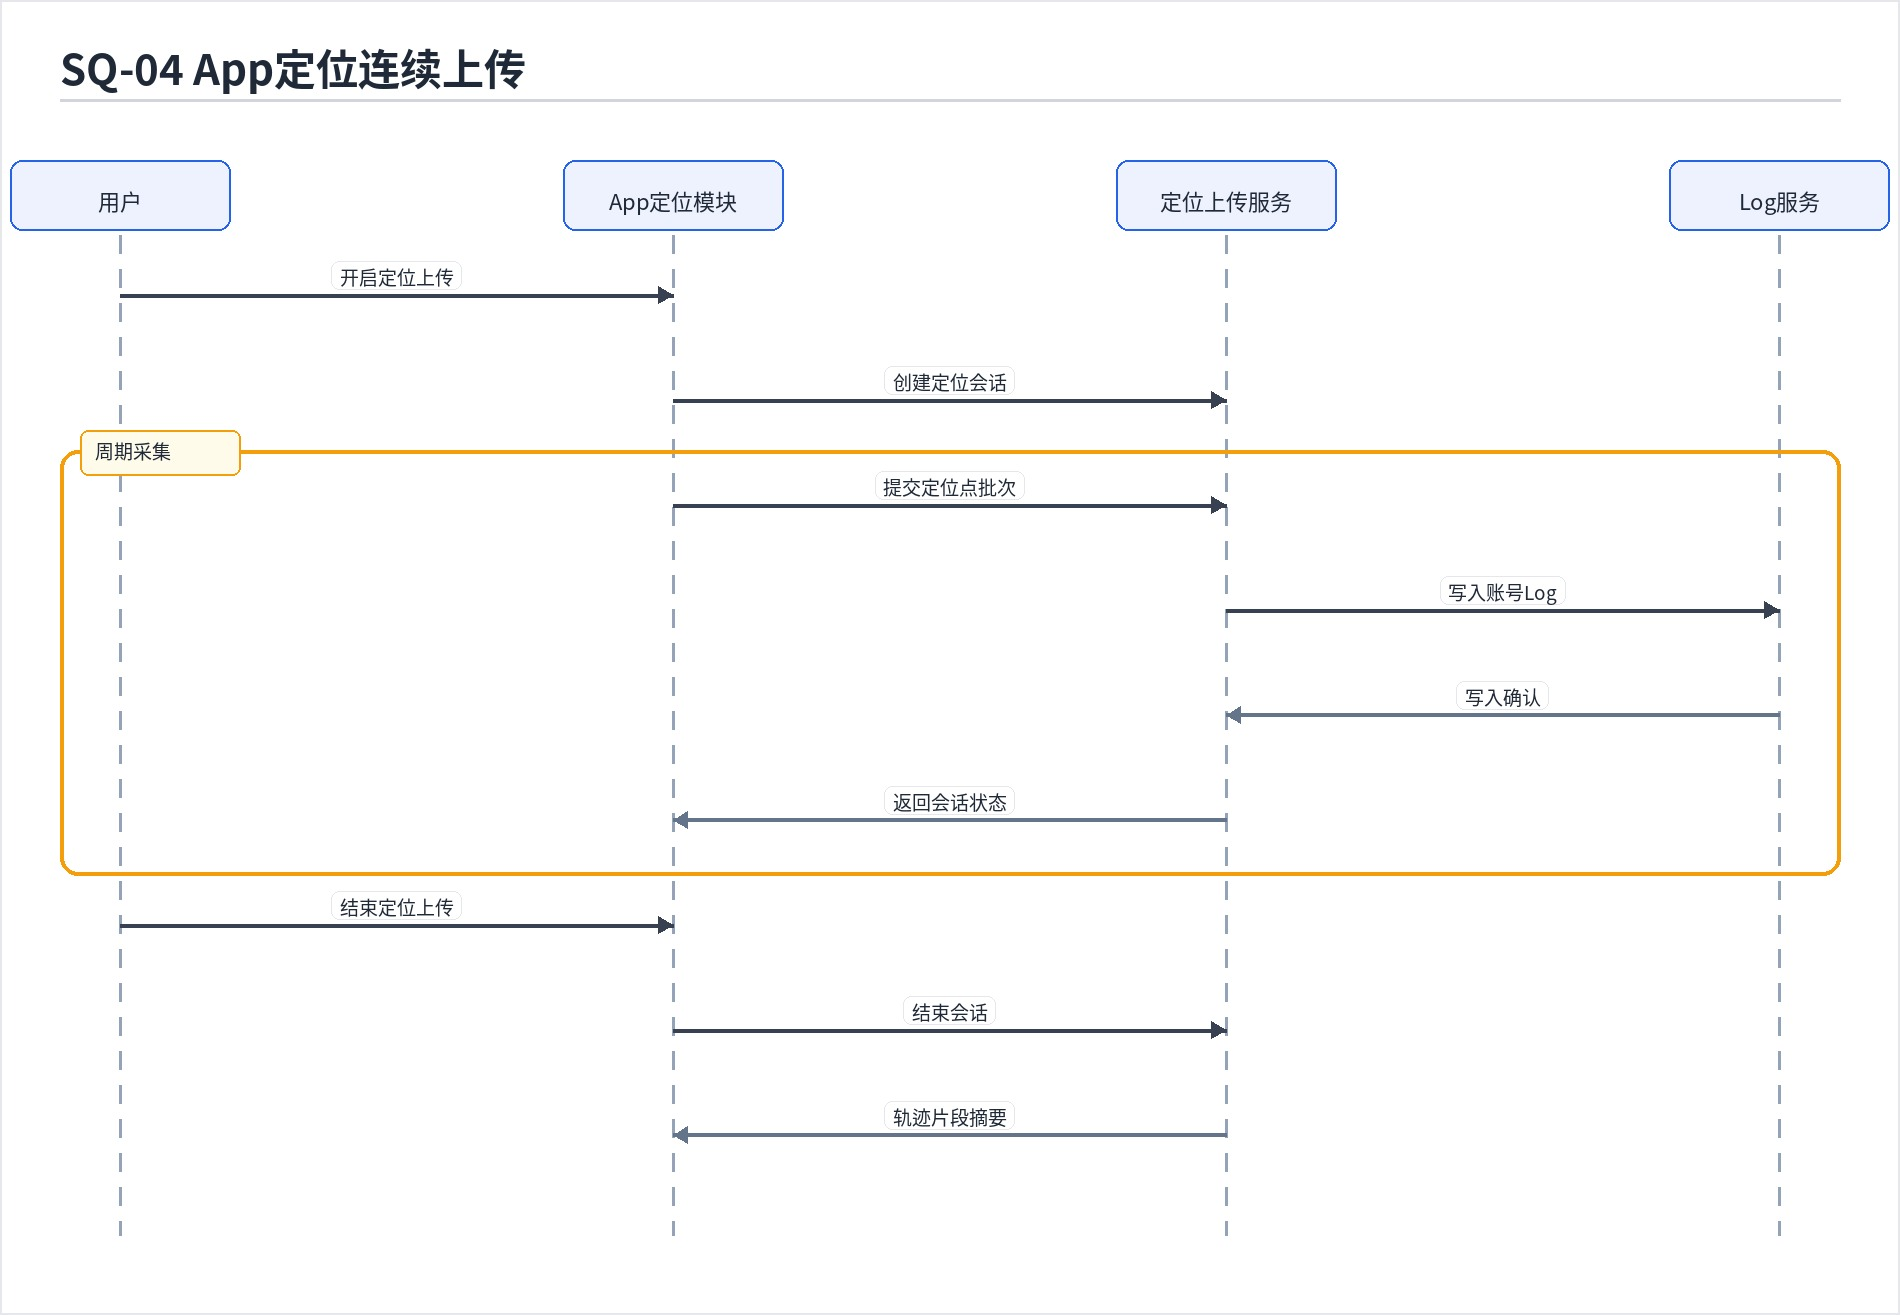 SQ-04 App定位连续上传
用户
App定位模块
定位上传服务
Log服务
开启定位上传
创建定位会话
周期采集
提交定位点批次
写入账号Log
写入确认
返回会话状态
结束定位上传
结束会话
轨迹片段摘要